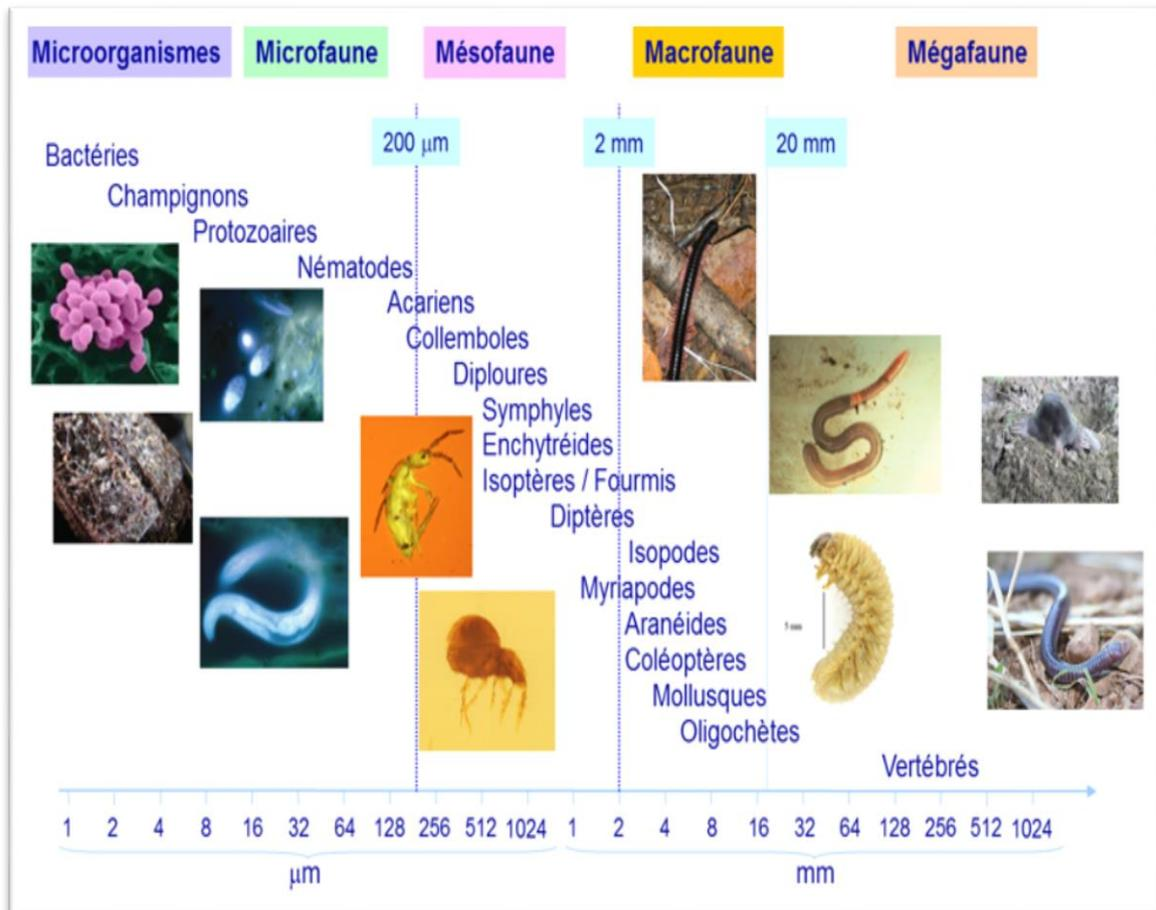 Microorganismes
Microfaune
Mésofaune
Macrofaune
Mégafaune
200 μm
2 mm
20 mm
Bactéries
Champignons
Protozoaires
Nématodes
Acariens
Collemboles
Diploures
Symphyles
Enchytréides
Isoptères / Fourmis
Diptères
Isopodes
Myriapodes
Aranéides
5 mm
Coléoptères
Mollusques
Oligochètes
Vertébrés
1 2 4 8 16 32 64 128 256 512 1024 1 2 4 8 16 32 64 128 256 512 1024
μm mm